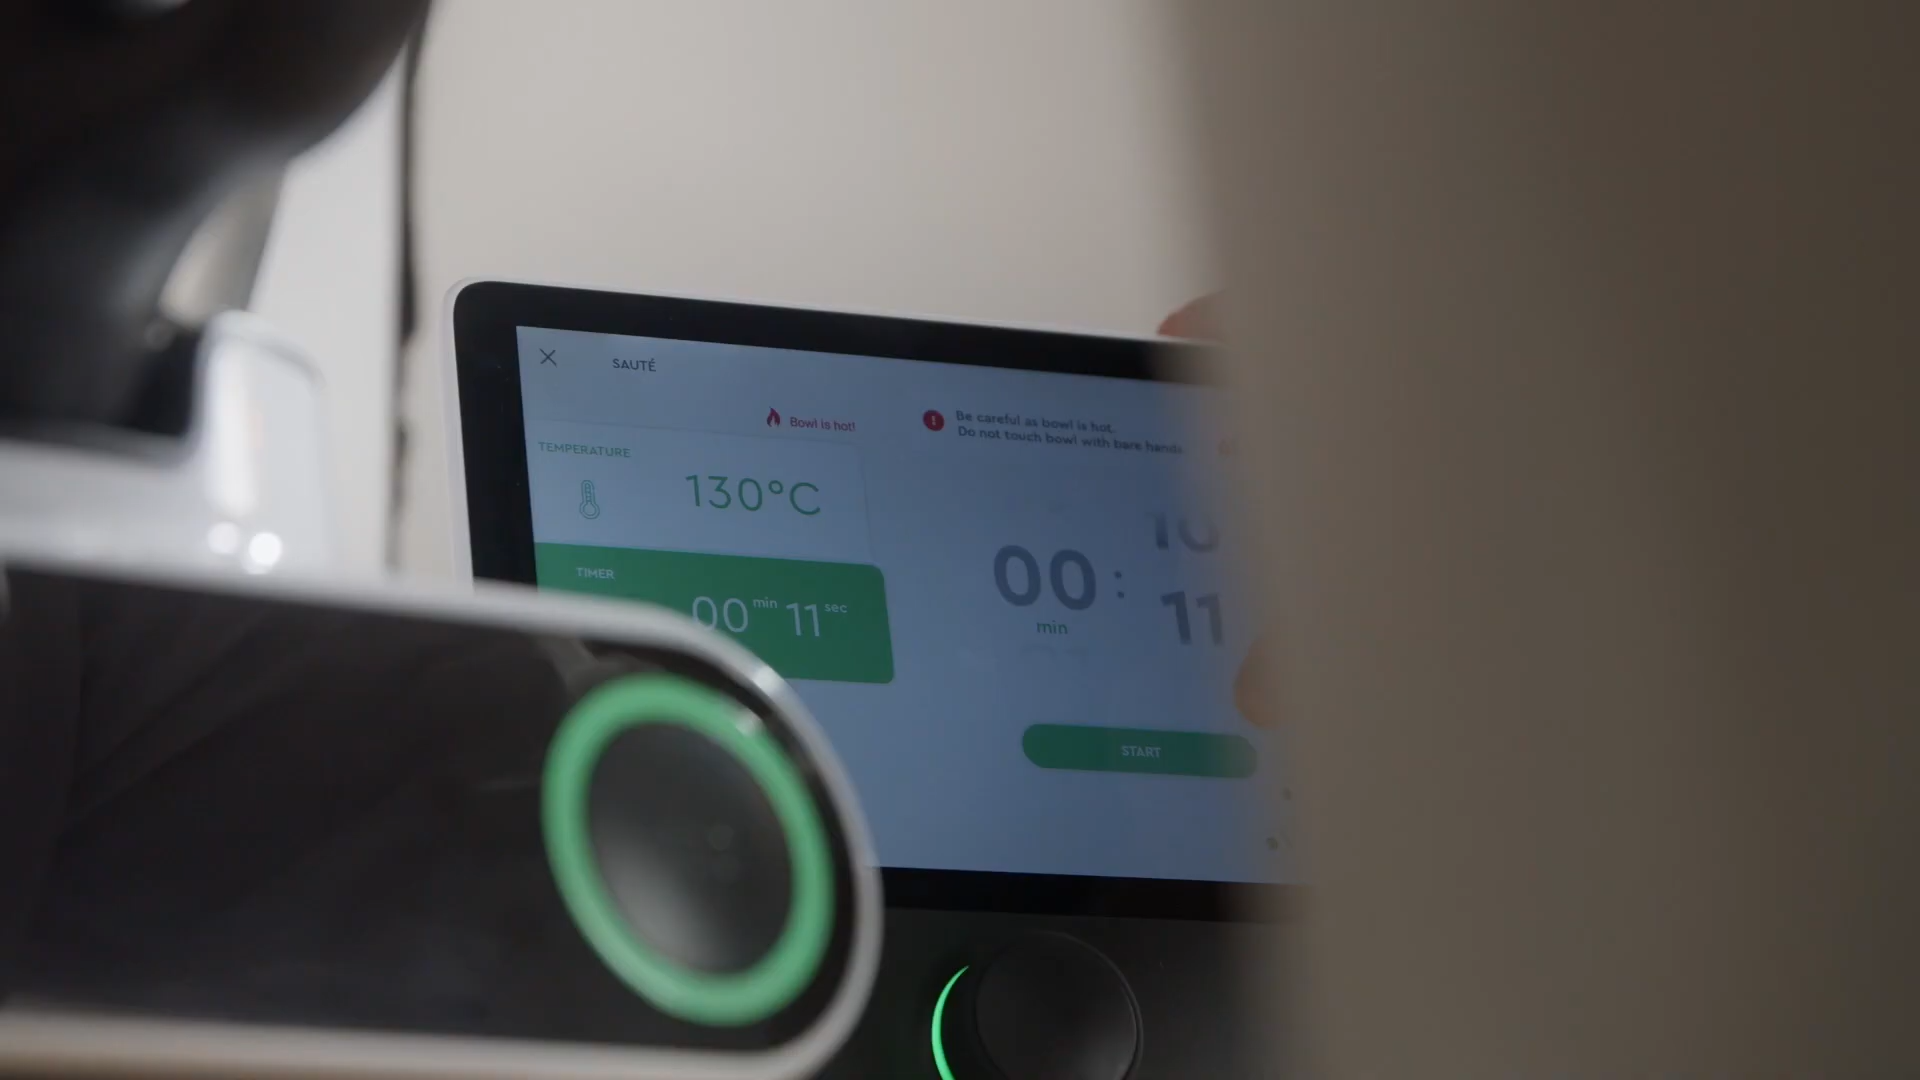 SAUTÉ
Bowl is hot!
Be careful as bowl is hot.
Do not touch bowl with bare hands
TEMPERATURE
130°C
TIMER
00 min 11 sec
10
00 : 11
min
START